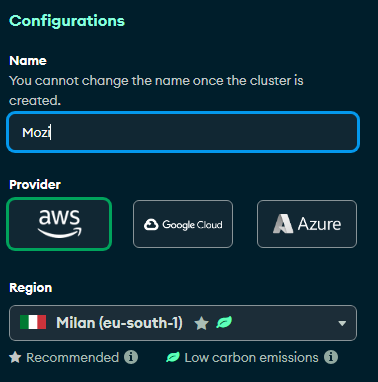 Configurations
Name
You cannot change the name once the cluster is
created.
Mozi
Provider
aws
Google Cloud
Azure
Region
Milan (eu-south-1)
Recommended
Low carbon emissions